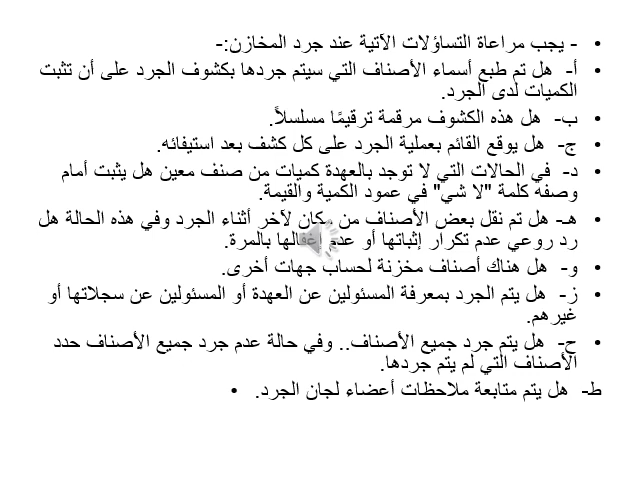 • - يجب مراعاة التساؤلات الآتية عند جرد المخازن:-
• أ- هل تم طبع أسماء الأصناف التي سيتم جردها بكشوف الجرد على أن تثبت
الكميات لدى الجرد.
• ب- هل هذه الكشوف مرقمة ترقيمًا مسلسلاً.
• ج- هل يوقع القائم بعملية الجرد على كل كشف بعد استيفائه.
• د- في الحالات التي لا توجد بالعهدة كميات من صنف معين هل يثبت أمام
وصفه كلمة "لا شي" في عمود الكمية والقيمة.
• هـ- هل تم نقل بعض الأصناف من مكان لآخر أثناء الجرد وفي هذه الحالة هل
رد روعي عدم تكرار إثباتها أو عدم إغفالها بالمرة.
• و- هل هناك أصناف مخزنة لحساب جهات أخرى.
• ز- هل يتم الجرد بمعرفة المسئولين عن العهدة أو المسئولين عن سجلاتها أو
غيرهم.
• ح- هل يتم جرد جميع الأصناف.. وفي حالة عدم جرد جميع الأصناف حدد
الأصناف التي لم يتم جردها.
ط- هل يتم متابعة ملاحظات أعضاء لجان الجرد. •